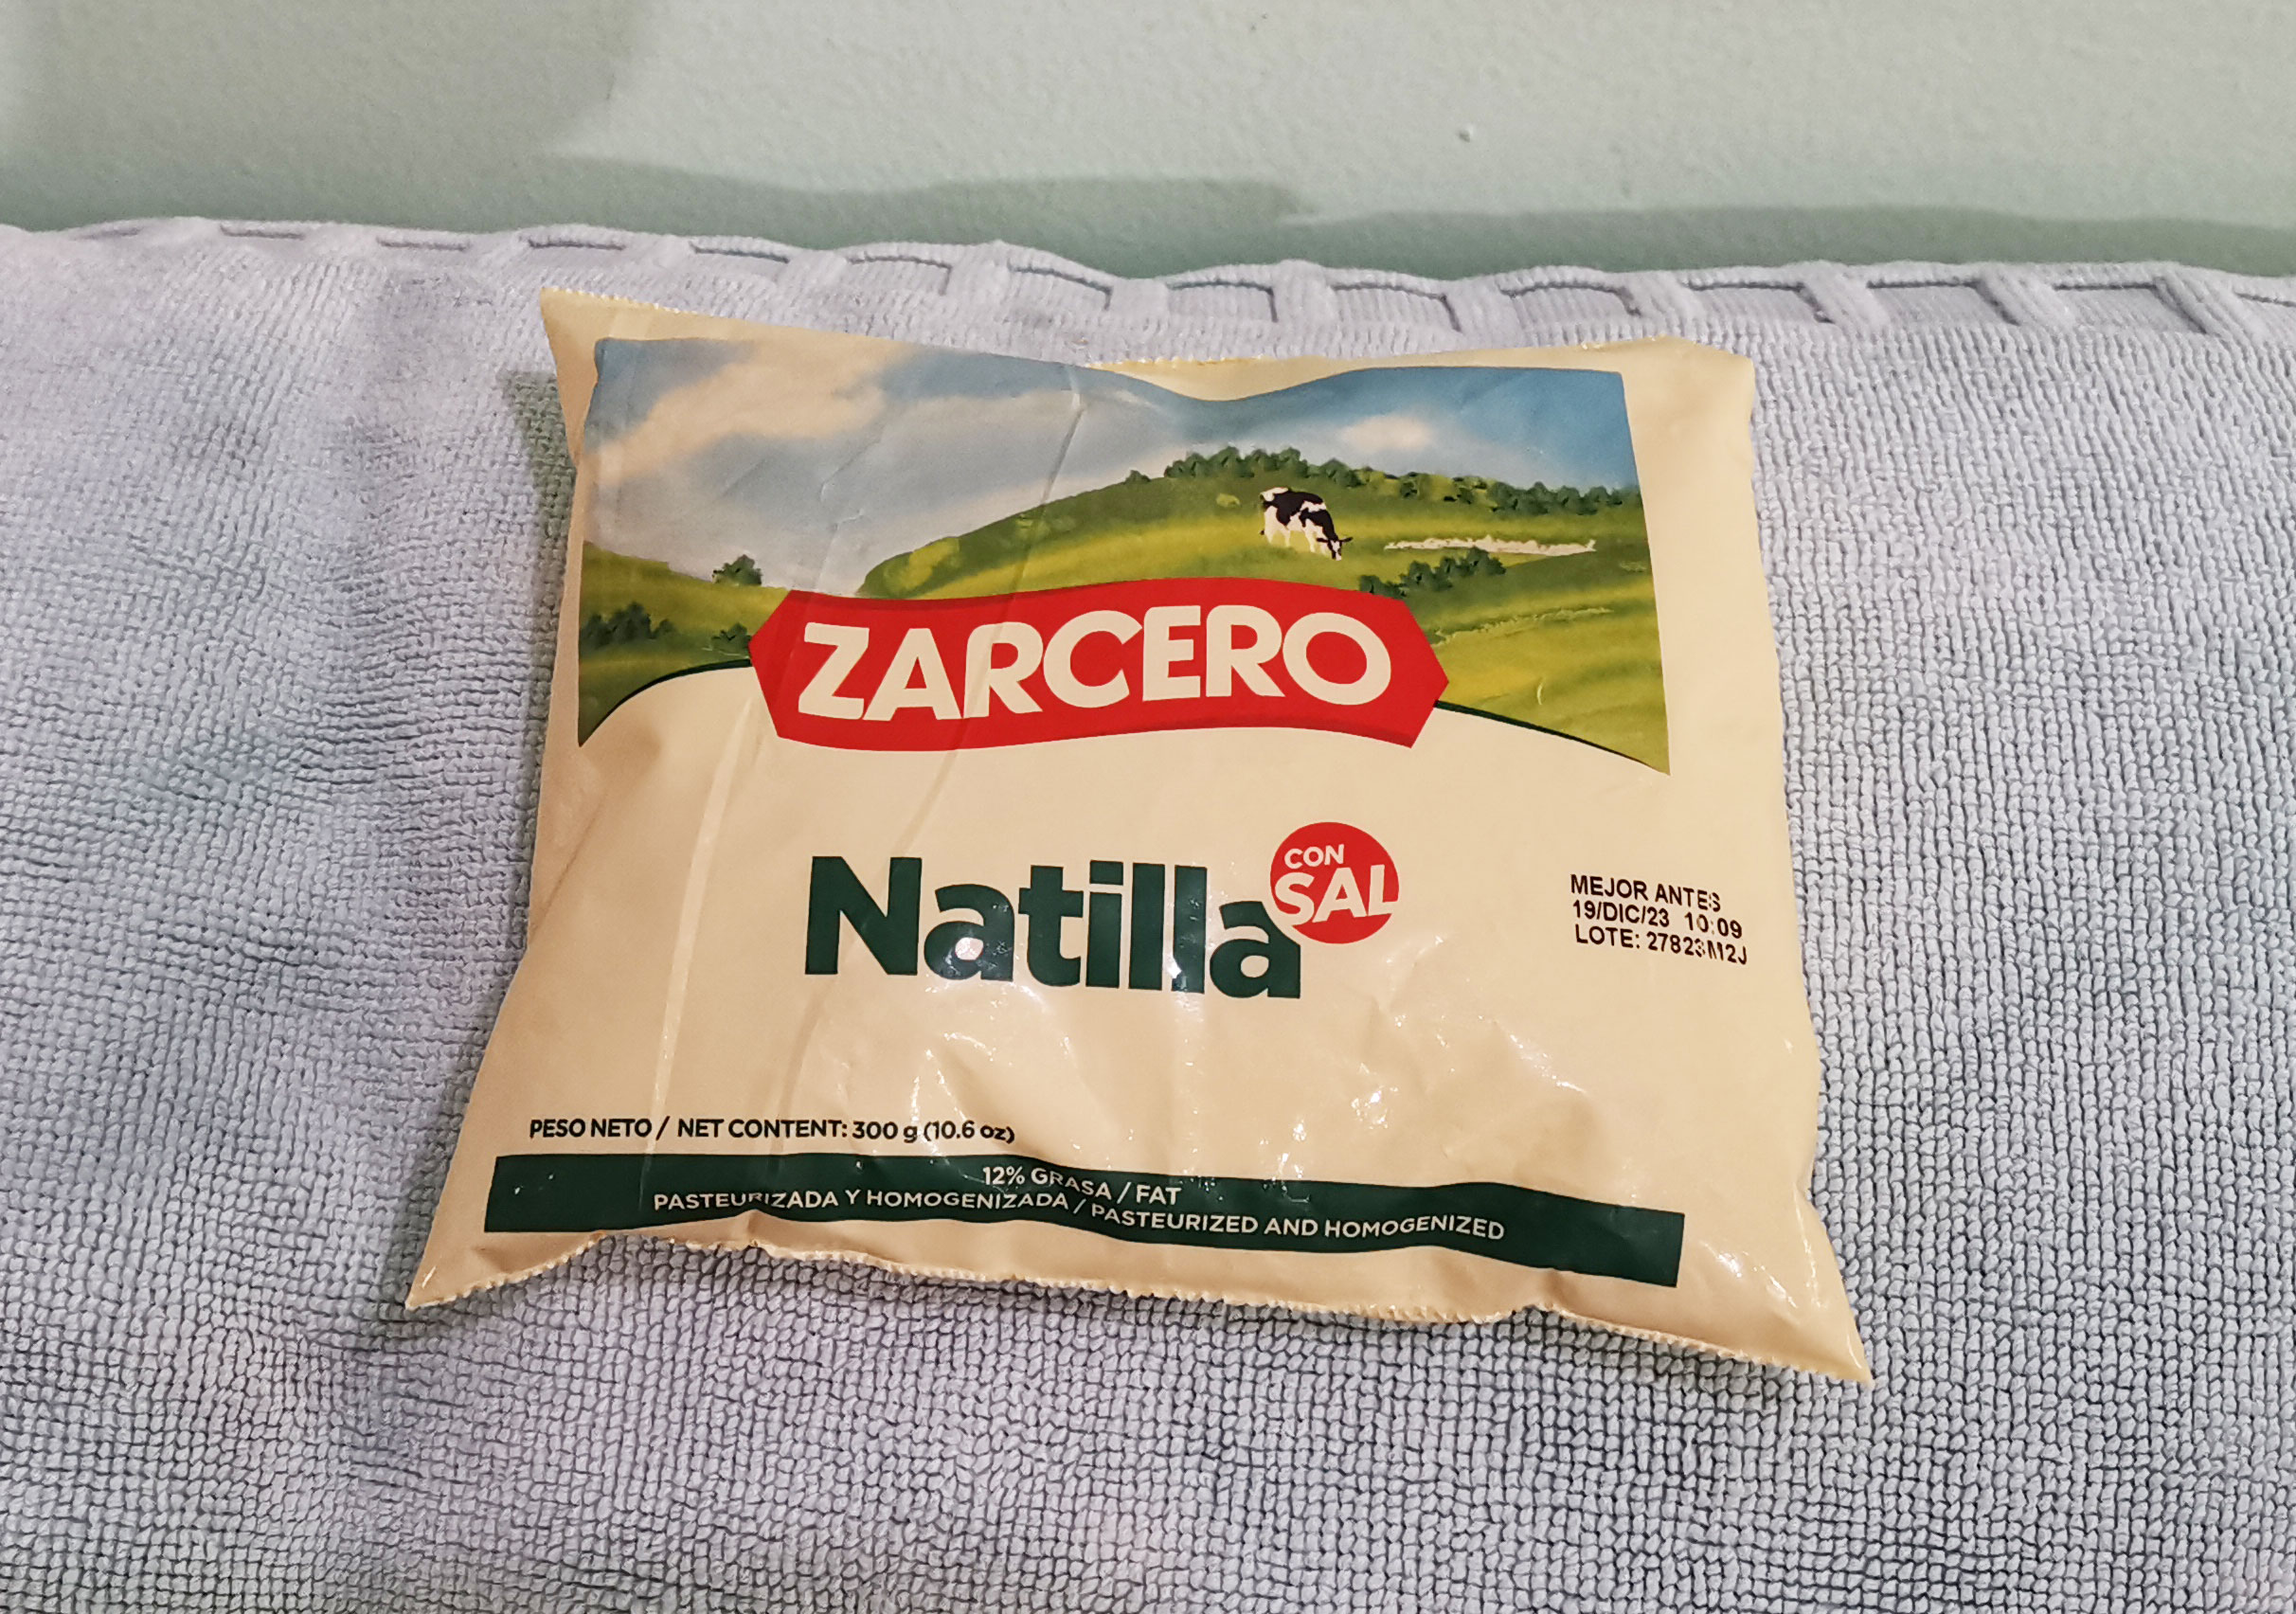 ZARCERO
Natilla
CON
SAL
MEJOR ANTES
19/DIC/23 10:09
LOTE: 27823M2J
PESO NETO / NET CONTENT: 300 g (10.6 oz)
12% GRASA / FAT
PASTEURIZADA Y HOMOGENIZADA / PASTEURIZED AND HOMOGENIZED